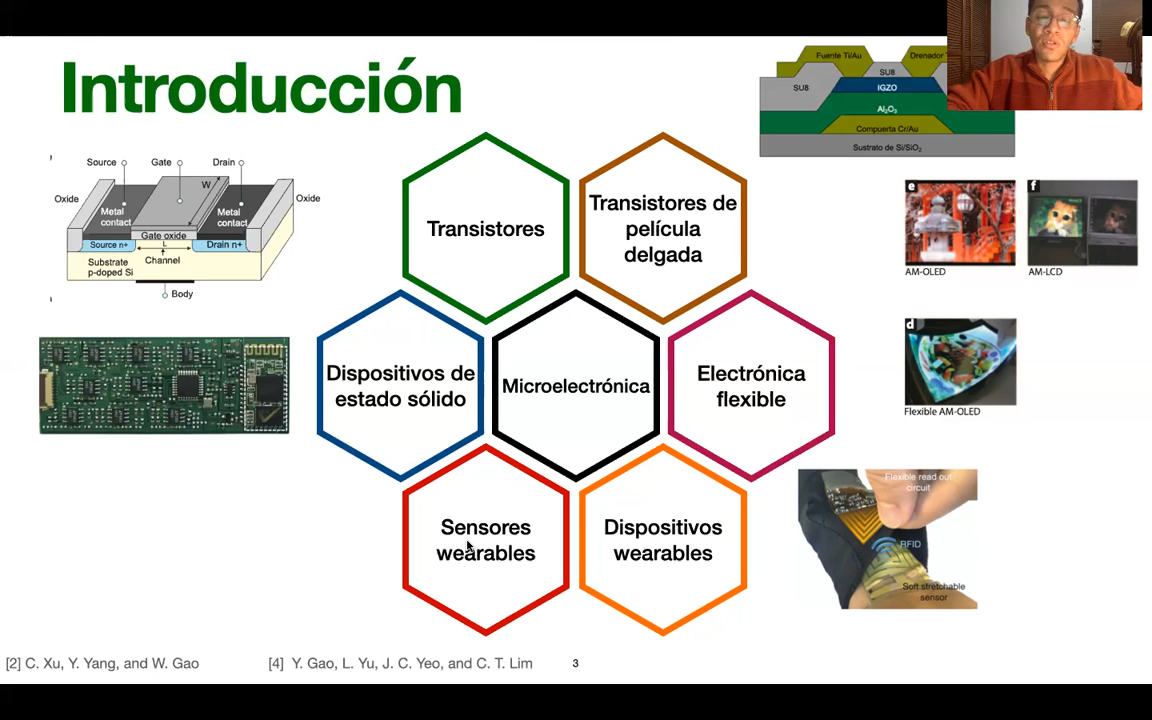 Introducción
Source
Gate
Drain
Oxide
W
Oxide
Metal
contact
Metal
contact
Gate oxide
Source n+
L
Drain n+
Channel
Substrate
p-doped Si
Body
Transistores
Transistores de
película
delgada
Dispositivos de
estado sólido
Microelectrónica
Electrónica
flexible
Sensores
wearables
Dispositivos
wearables
Fuente Ti/Au
Drenador
SU8
SU8
IGZO
Al₂O₃
Compuerta Cr/Au
Sustrato de Si/SiO₂
e
AM-OLED
f
AM-LCD
d
Flexible AM-OLED
Flexible read out
circuit
RFID
Soft stretchable
sensor
[2] C. Xu, Y. Yang, and W. Gao
[4] Y. Gao, L. Yu, J. C. Yeo, and C. T. Lim
3